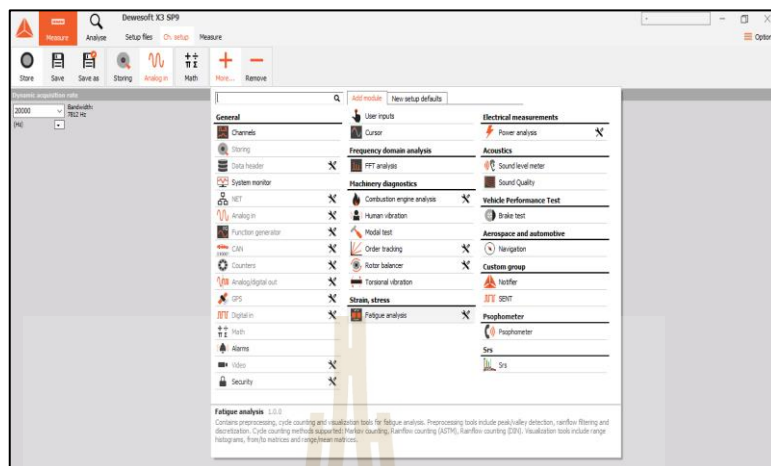 Dewesoft X3 SP9
Measure
Analyse
Setup files
Ch. setup
Measure
Option
Store
Save
Save as
Storing
Analog in
Math
More...
Remove
Dynamic acquisition rate
20000
Bandwidth:
7812 Hz
(Hz)
Add module
New setup defaults
General
Channels
Storing
Data header
System monitor
NET
Analog in
Function generator
CAN
Counters
Analog/digital out
GPS
Digital in
Math
Alarms
Video
Security
User inputs
Cursor
Frequency domain analysis
FFT analysis
Machinery diagnostics
Combustion engine analysis
Human vibration
Modal test
Order tracking
Rotor balancer
Torsional vibration
Strain, stress
Fatigue analysis
Electrical measurements
Power analysis
Acoustics
Sound level meter
Sound Quality
Vehicle Performance Test
Brake test
Aerospace and automotive
Navigation
Custom group
Notifier
SENT
Psophometer
Psophometer
Srs
Srs
Fatigue analysis 1.0.0
Contains preprocessing, cycle counting and visualization tools for fatigue analysis. Preprocessing tools include peak/valley detection, rainflow filtering and
discretization. Cycle counting methods supported: Markov counting, Rainflow counting (ASTM), Rainflow counting (DIN). Visualization tools include range
histograms, from/to matrices and range/mean matrices.